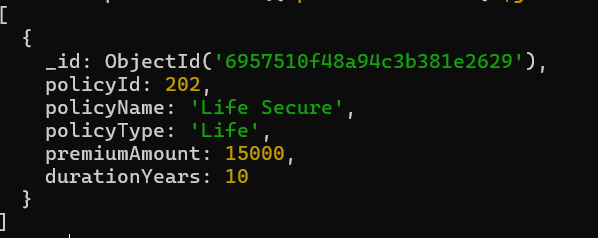 [
  {
    _id: ObjectId('6957510f48a94c3b381e2629'),
    policyId: 202,
    policyName: 'Life Secure',
    policyType: 'Life',
    premiumAmount: 15000,
    durationYears: 10
  }
]